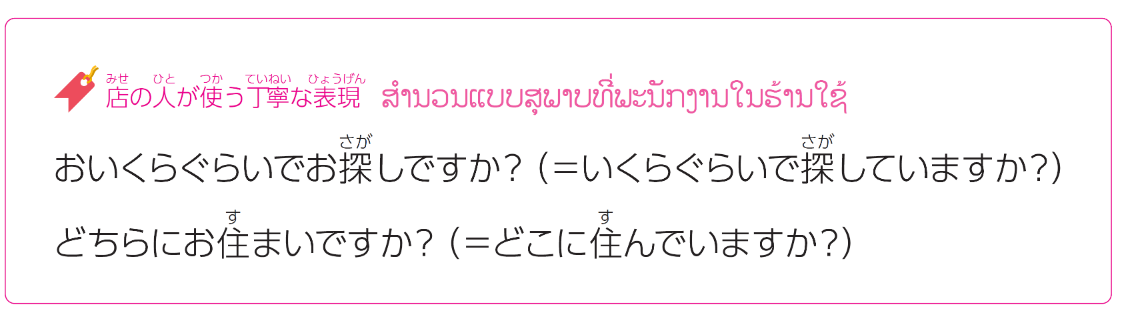 店の人が使う丁寧な表現 ສຳນວນແບບສຸພາບທີ່ພະນັກງານໃນຮ້ານໃຊ້
おいくらぐらいでお探しですか？（＝いくらぐらいで探していますか？）
どちらにお住まいですか？（＝どこに住んでいますか？）